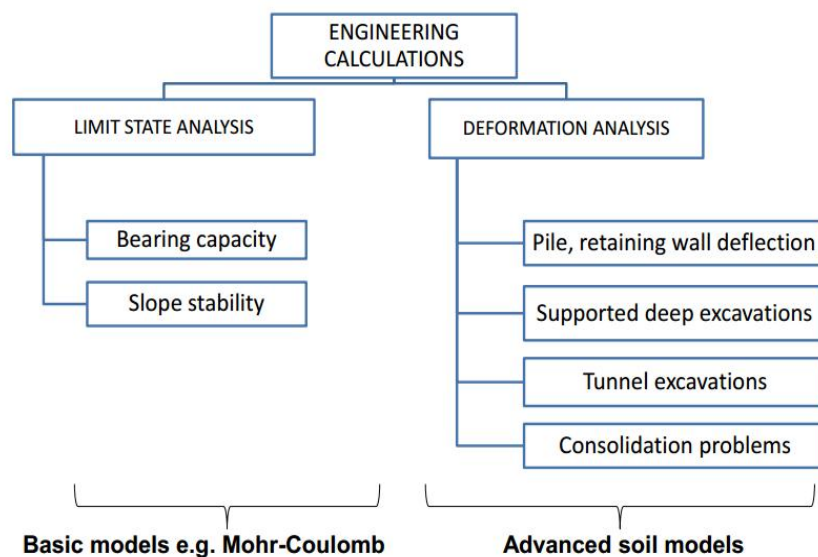 ENGINEERING
CALCULATIONS
LIMIT STATE ANALYSIS
DEFORMATION ANALYSIS
Bearing capacity
Slope stability
Pile, retaining wall deflection
Supported deep excavations
Tunnel excavations
Consolidation problems
Basic models e.g. Mohr-Coulomb
Advanced soil models